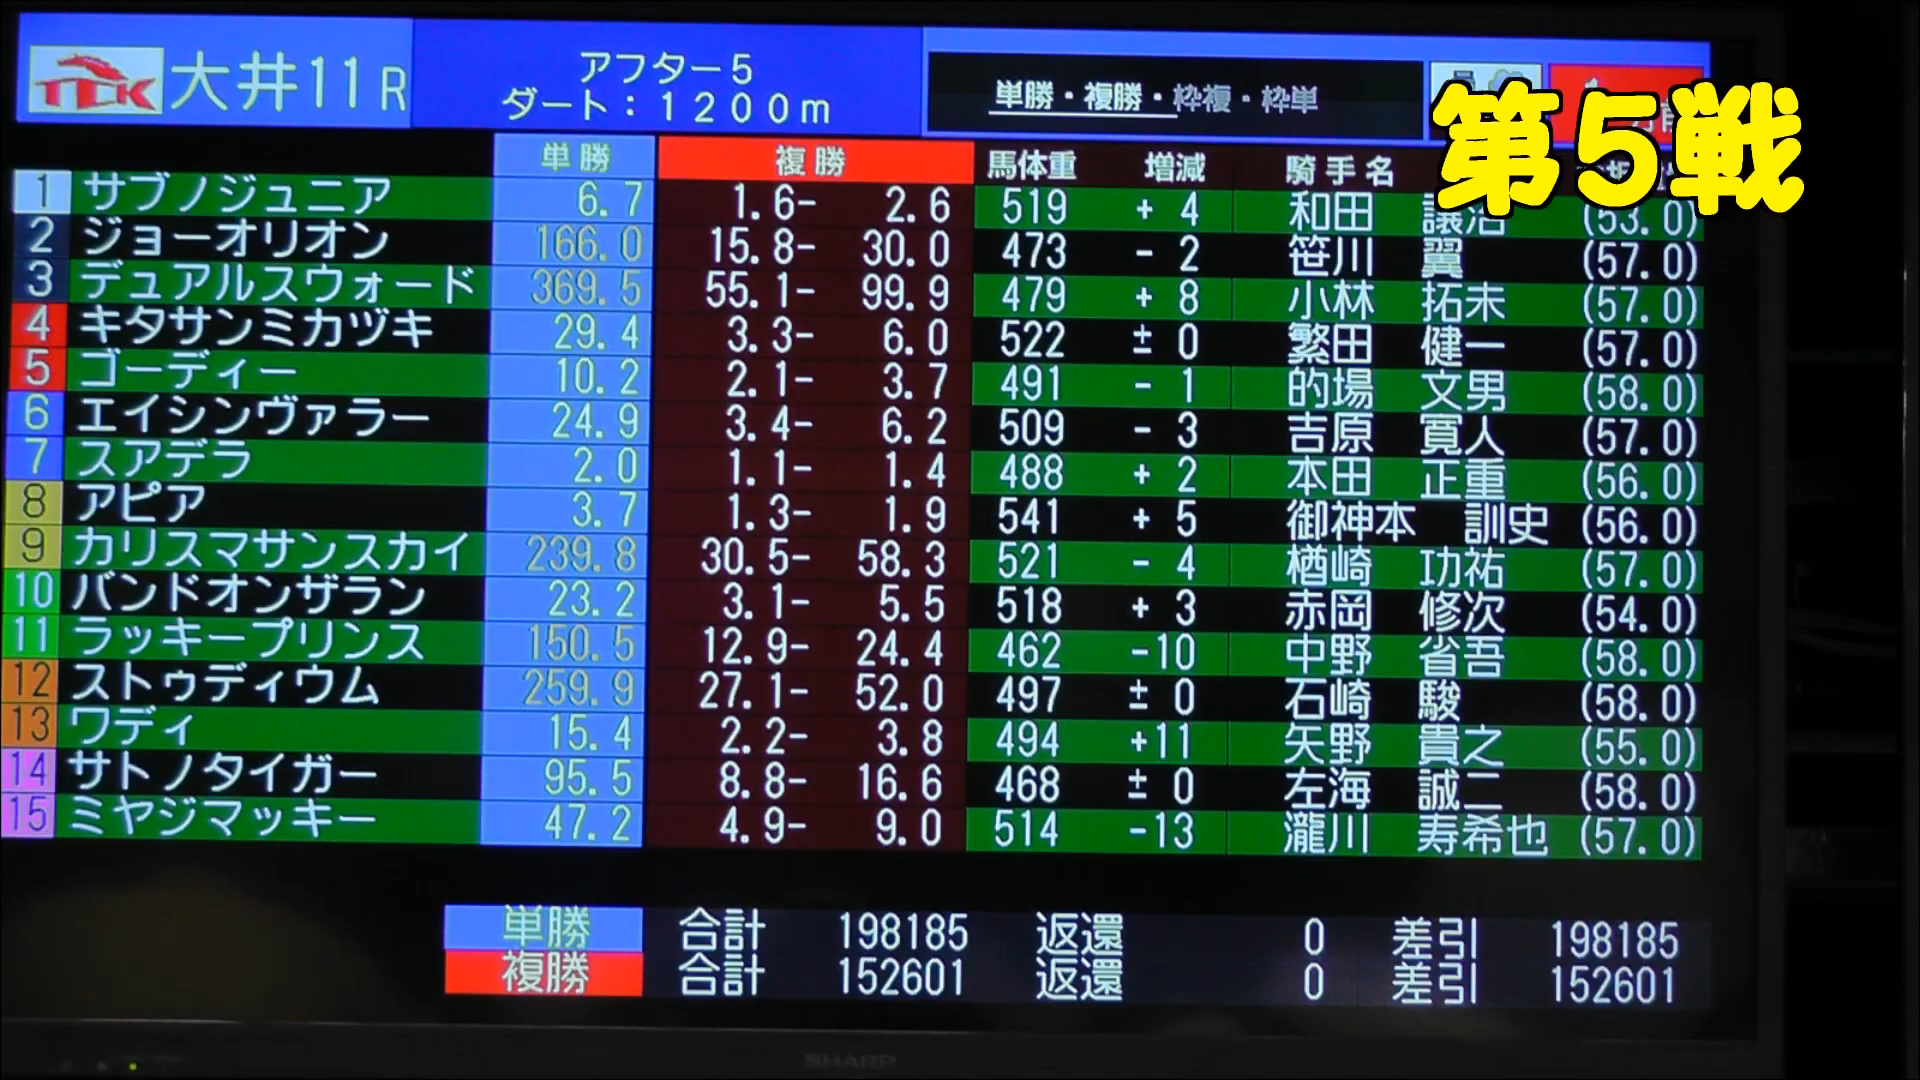 TCK 大井11R
アフター5
ダート：1200m
単勝・複勝・枠複・枠単
第5戦
単勝 複勝 馬体重 増減 騎手名
1 サブノジュニア 6.7 1.6- 2.6 519 + 4 和田 譲治 (53.0)
2 ジョーオリオン 166.0 15.8- 30.0 473 - 2 笹川 翼 (57.0)
3 デュアルスウォード 369.5 55.1- 99.9 479 + 8 小林 拓未 (57.0)
4 キタサンミカヅキ 29.4 3.3- 6.0 522 ± 0 繁田 健一 (57.0)
5 ゴーディー 10.2 2.1- 3.7 491 - 1 的場 文男 (58.0)
6 エイシンヴァラー 24.9 3.4- 6.2 509 - 3 吉原 寛人 (57.0)
7 スアデラ 2.0 1.1- 1.4 488 + 2 本田 正重 (56.0)
8 アピア 3.7 1.3- 1.9 541 + 5 御神本 訓史 (56.0)
9 カリスマサンスカイ 239.8 30.5- 58.3 521 - 4 楢崎 功祐 (57.0)
10 バンドオンザラン 23.2 3.1- 5.5 518 + 3 赤岡 修次 (54.0)
11 ラッキープリンス 150.5 12.9- 24.4 462 -10 中野 省吾 (58.0)
12 ストゥディウム 259.9 27.1- 52.0 497 ± 0 石崎 駿 (58.0)
13 ワディ 15.4 2.2- 3.8 494 +11 矢野 貴之 (55.0)
14 サトノタイガー 95.5 8.8- 16.6 468 ± 0 左海 誠二 (58.0)
15 ミヤジマッキー 47.2 4.9- 9.0 514 -13 瀧川 寿希也 (57.0)
単勝 合計 198185 返還 0 差引 198185
複勝 合計 152601 返還 0 差引 152601
SHARP